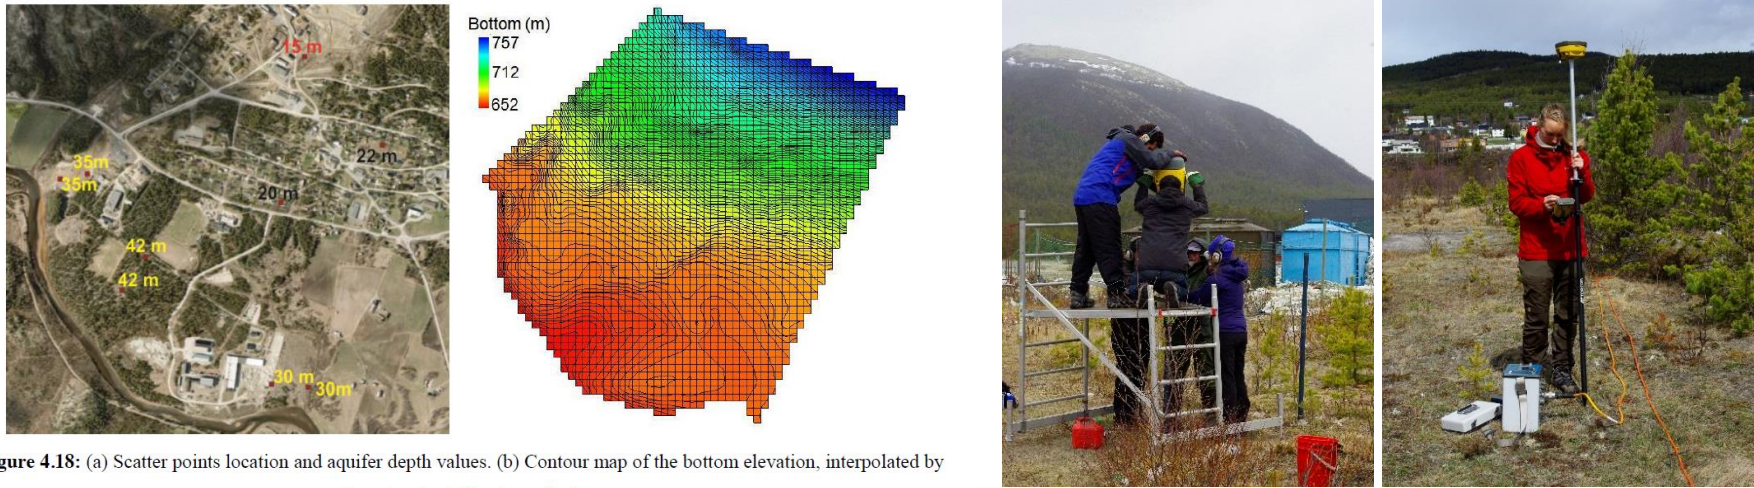 15 m
22 m
35m
35m
20 m
42 m
42 m
30 m
30m
Bottom (m)
757
712
652
gure 4.18: (a) Scatter points location and aquifer depth values. (b) Contour map of the bottom elevation, interpolated by